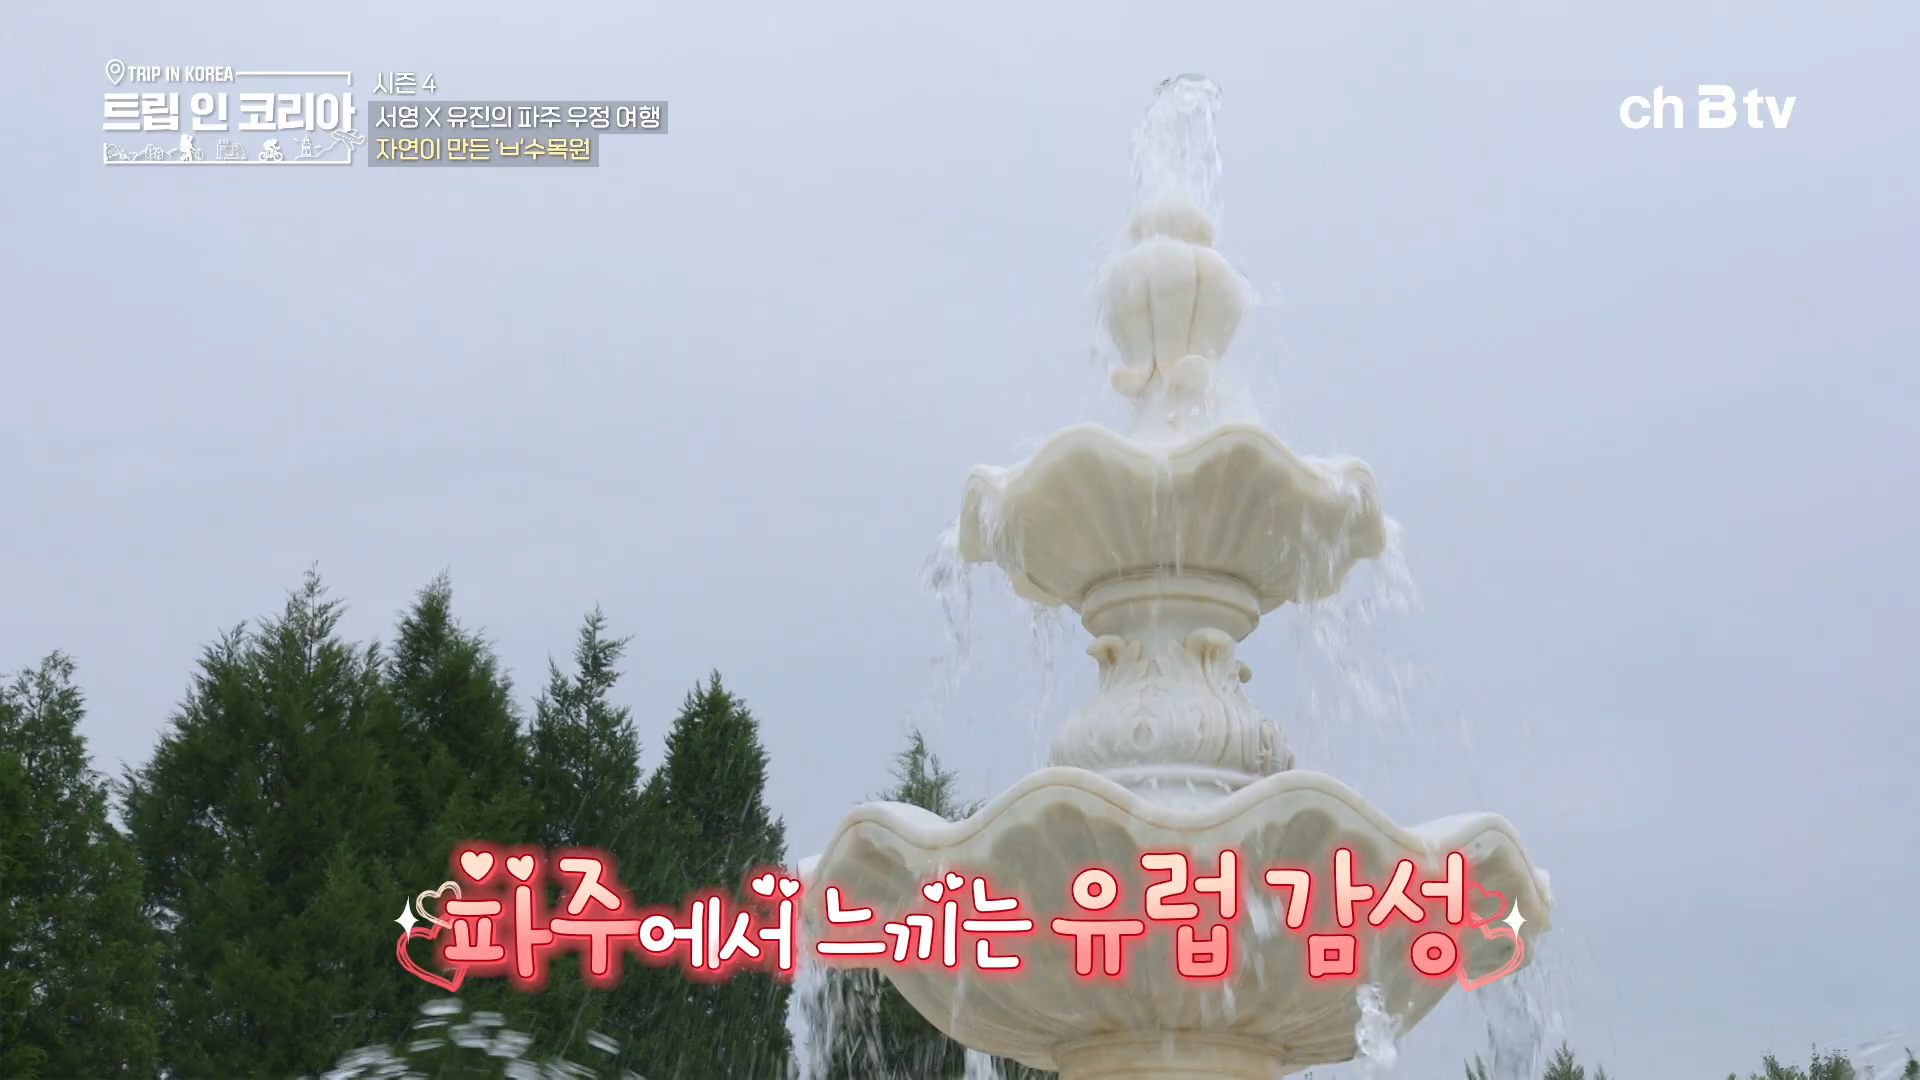 TRIP IN KOREA
트립 인 코리아
시즌 4
서영 X 유진의 파주 우정 여행
자연이 만든 'ㅂ'수목원
ch B tv
파주에서 느끼는 유럽 감성